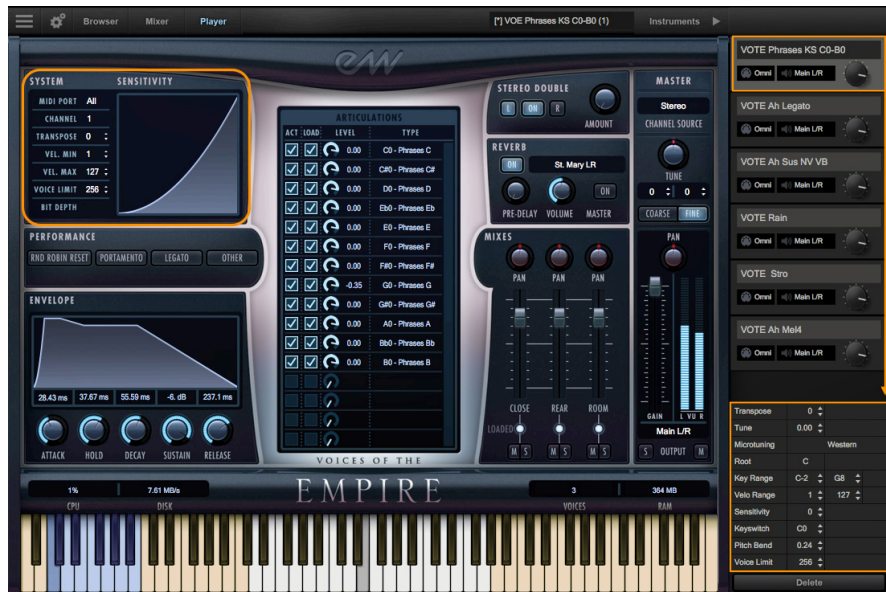 Browser Mixer Player [*] VOE Phrases KS C0-B0 (1) Instruments
ew
SYSTEM SENSITIVITY
MIDI PORT All
CHANNEL 1
TRANSPOSE 0
VEL. MIN 1
VEL. MAX 127
VOICE LIMIT 256
BIT DEPTH
PERFORMANCE
RND ROBIN RESET PORTAMENTO LEGATO OTHER
ENVELOPE
28.43 ms 37.67 ms 55.59 ms -6. dB 237.1 ms
ATTACK HOLD DECAY SUSTAIN RELEASE
ARTICULATIONS
ACT LOAD LEVEL TYPE
0.00 C0 - Phrases C
0.00 C#0 - Phrases C#
0.00 D0 - Phrases D
0.00 Eb0 - Phrases Eb
0.00 E0 - Phrases E
0.00 F0 - Phrases F
0.00 F#0 - Phrases F#
-0.35 G0 - Phrases G
0.00 G#0 - Phrases G#
0.00 A0 - Phrases A
0.00 Bb0 - Phrases Bb
0.00 B0 - Phrases B
VOICES OF THE
EMPIRE
STEREO DOUBLE
L ON R
AMOUNT
REVERB
ON St. Mary LR
ON
PRE-DELAY VOLUME MASTER
MIXES
PAN PAN PAN
CLOSE REAR ROOM
LOADED
M S M S M S
MASTER
Stereo
CHANNEL SOURCE
TUNE
0 0
COARSE FINE
PAN
GAIN L VU R
Main L/R
S OUTPUT M
1% 7.61 MB/s
CPU DISK
3 364 MB
VOICES RAM
VOTE Phrases KS C0-B0
Omni Main L/R
VOTE Ah Legato
Omni Main L/R
VOTE Ah Sus NV VB
Omni Main L/R
VOTE Rain
Omni Main L/R
VOTE Stro
Omni Main L/R
VOTE Ah Mel4
Omni Main L/R
Transpose 0
Tune 0.00
Microtuning Western
Root C
Key Range C-2 G8
Velo Range 1 127
Sensitivity 0
Keyswitch C0
Pitch Bend 0.24
Voice Limit 256
Delete